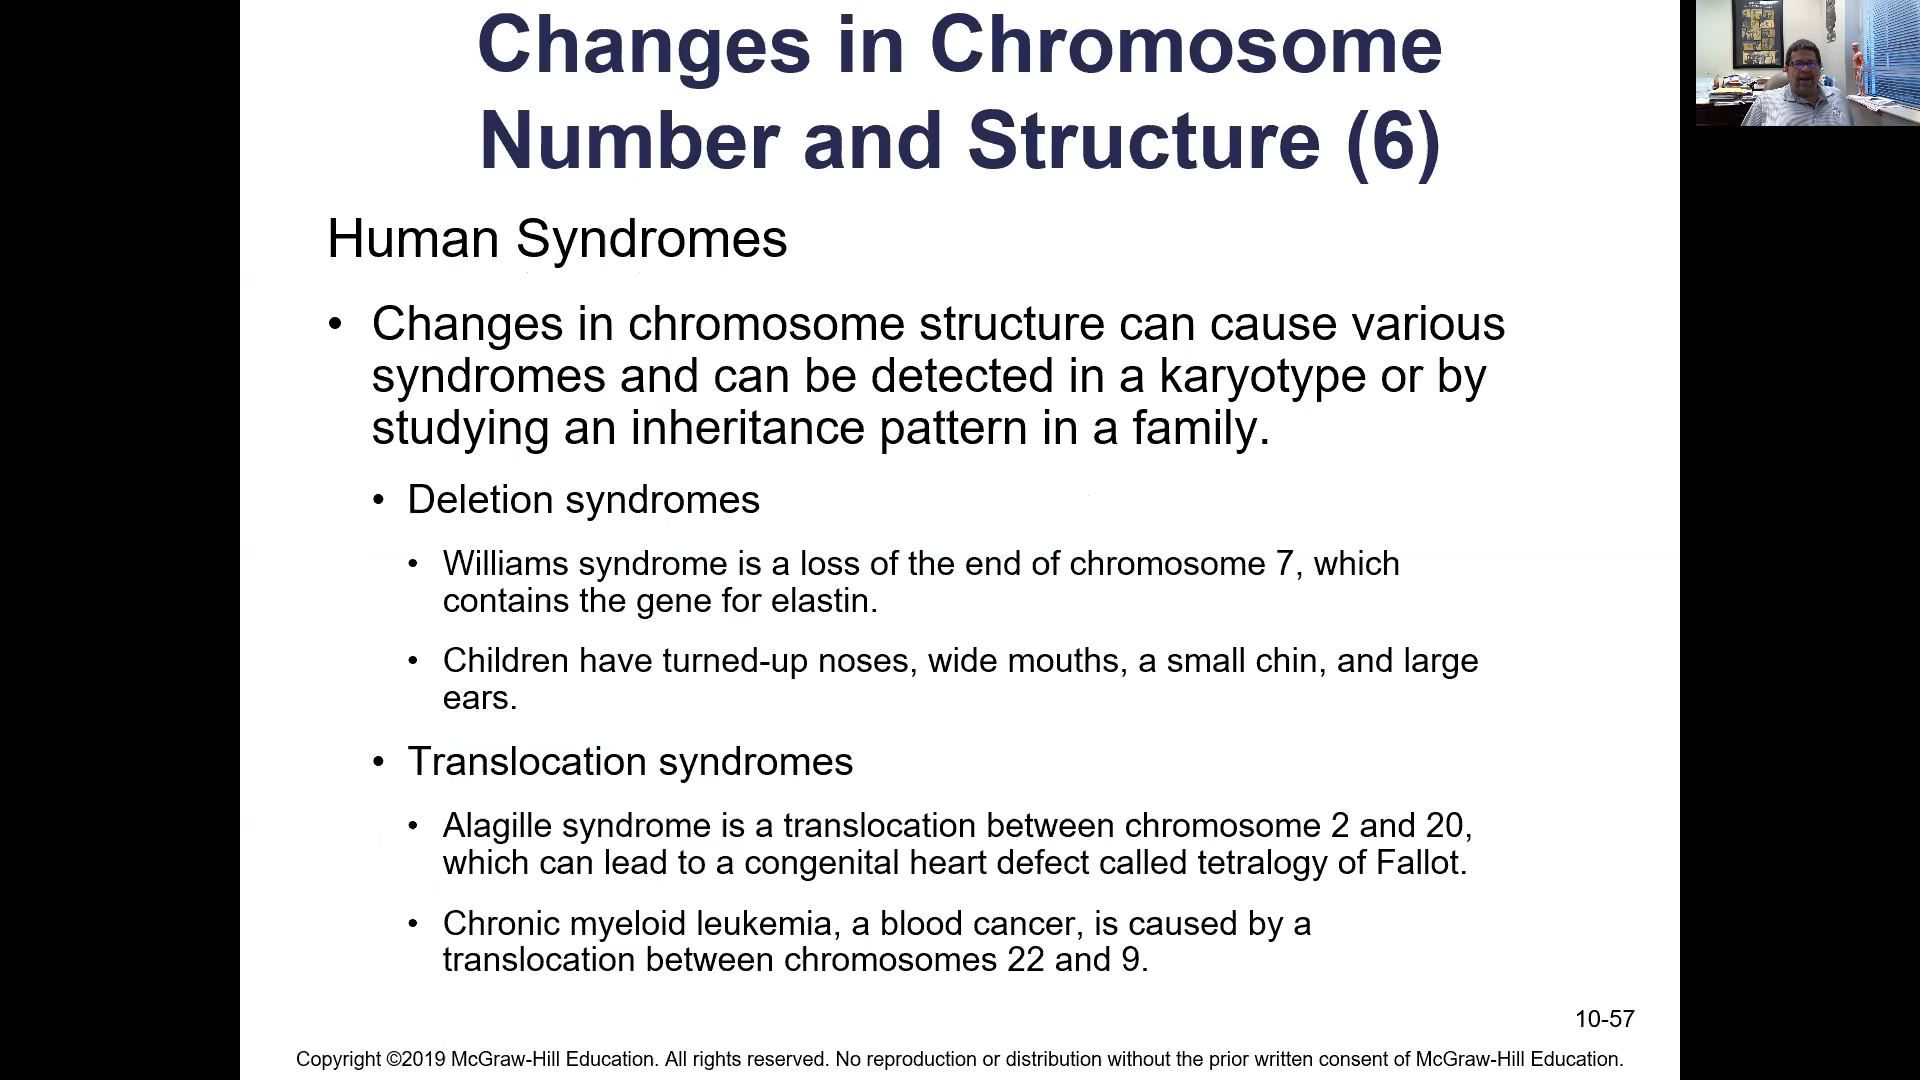 Changes in Chromosome
Number and Structure (6)
Human Syndromes
• Changes in chromosome structure can cause various
syndromes and can be detected in a karyotype or by
studying an inheritance pattern in a family.
• Deletion syndromes
• Williams syndrome is a loss of the end of chromosome 7, which
contains the gene for elastin.
• Children have turned-up noses, wide mouths, a small chin, and large
ears.
• Translocation syndromes
• Alagille syndrome is a translocation between chromosome 2 and 20,
which can lead to a congenital heart defect called tetralogy of Fallot.
• Chronic myeloid leukemia, a blood cancer, is caused by a
translocation between chromosomes 22 and 9.
10-57
Copyright ©2019 McGraw-Hill Education. All rights reserved. No reproduction or distribution without the prior written consent of McGraw-Hill Education.